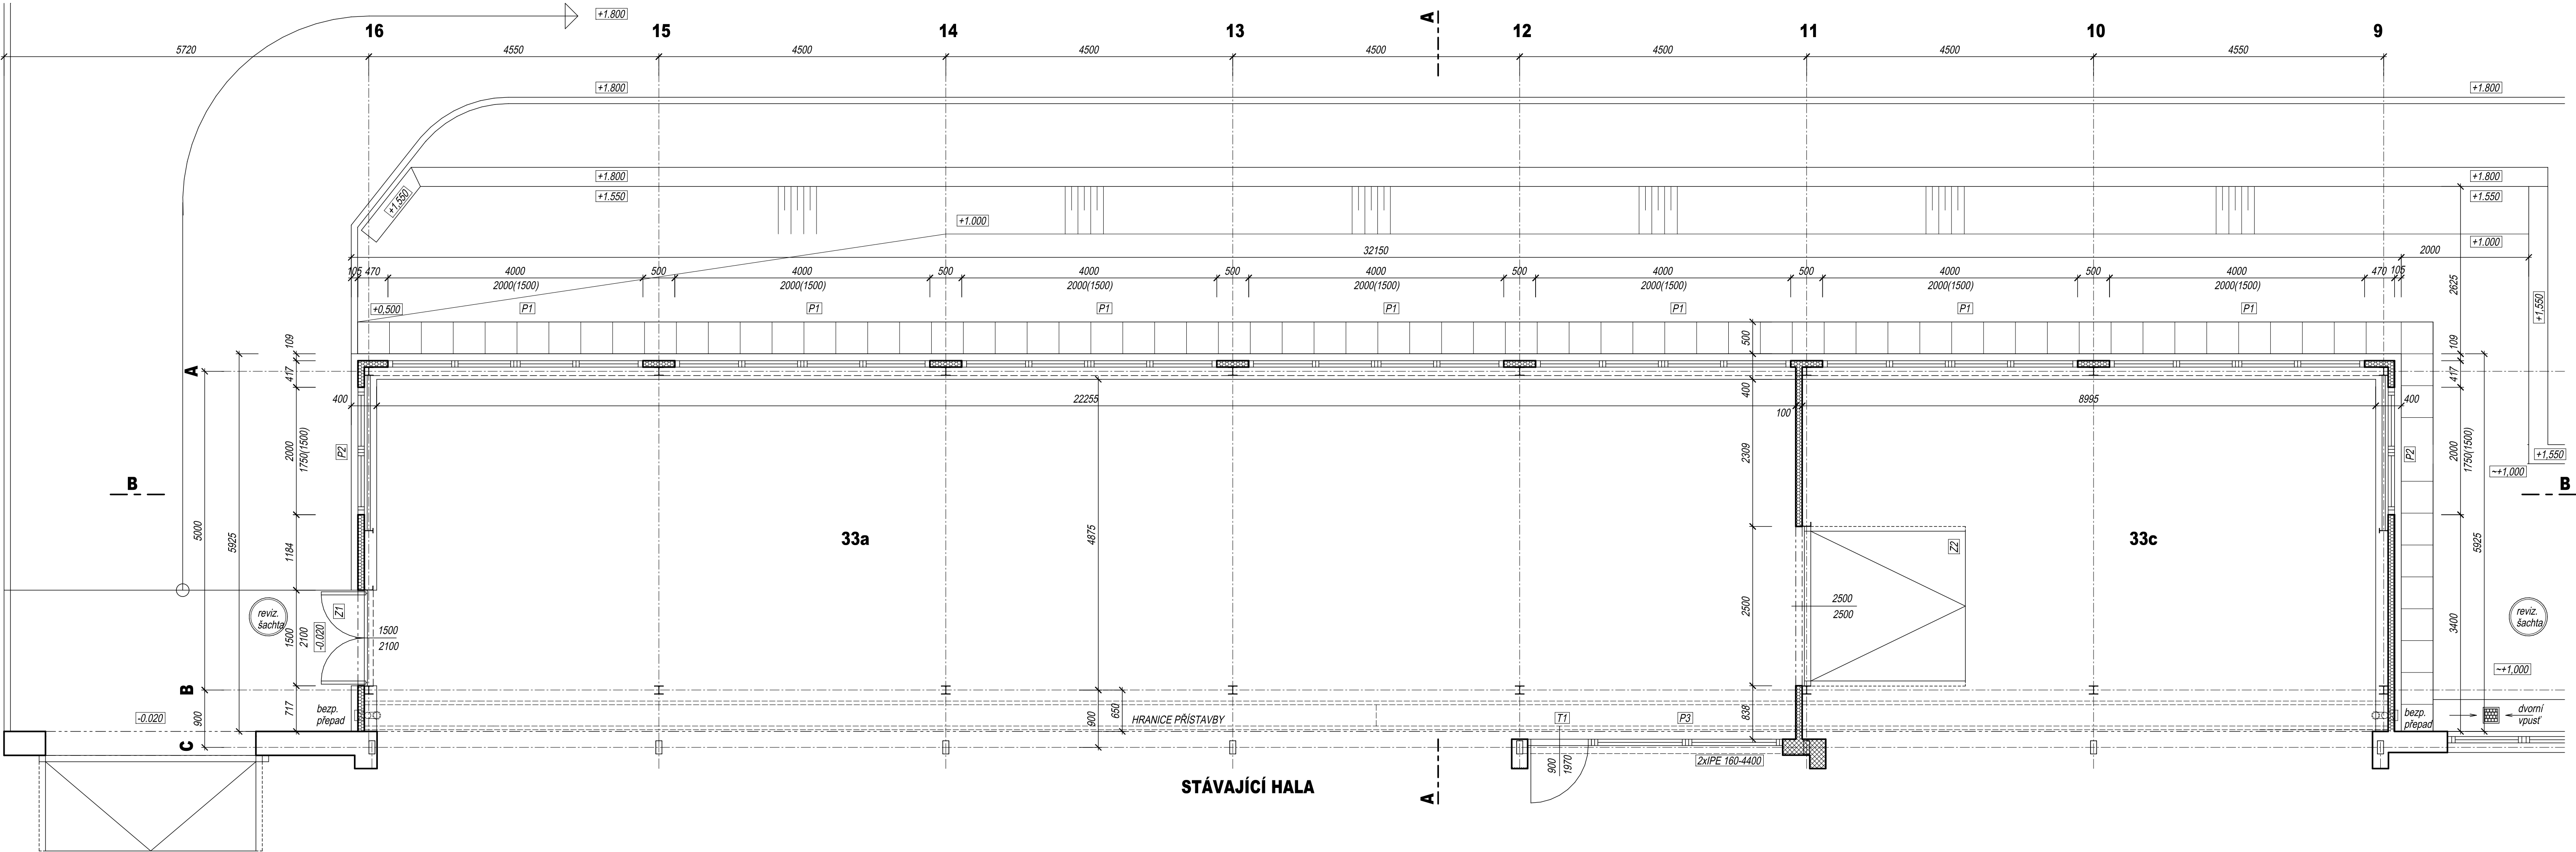 +1.800
16 15 14 13 A 12 11 10 9
5720 4550 4500 4500 4500 4500 4500 4550
+1.800 +1.800
+1.800 +1.800
+1,550 +1.550 +1.550
+1.000 +1.000
32150 2000
105 470 4000 500 4000 500 4000 500 4000 500 4000 500 4000 500 4000 470 105
2000(1500) 2000(1500) 2000(1500) 2000(1500) 2000(1500) 2000(1500) 2000(1500)
2625
+0,500 P1 P1 P1 P1 P1 P1 P1 +1,550
109 500 109
A 417 400 417
400 22255 100 8995 400
P2 2000 1750(1500) 2309 P2 2000 1750(1500) +1,550
~+1,000
B B
5000 5925 1184 33a 4875 33c Z2 5925
2500
2500
2500
reviz.
šachta
Z1 -0.020 1500 2100
1500
2100
3400
reviz.
šachta
~+1,000
B
-0.020 900 717
bezp.
přepad
900 650 HRANICE PŘÍSTAVBY T1 P3 838
bezp.
přepad
dvorní
vpusť
C
900 1970 2xIPE 160-4400
STÁVAJÍCÍ HALA
A